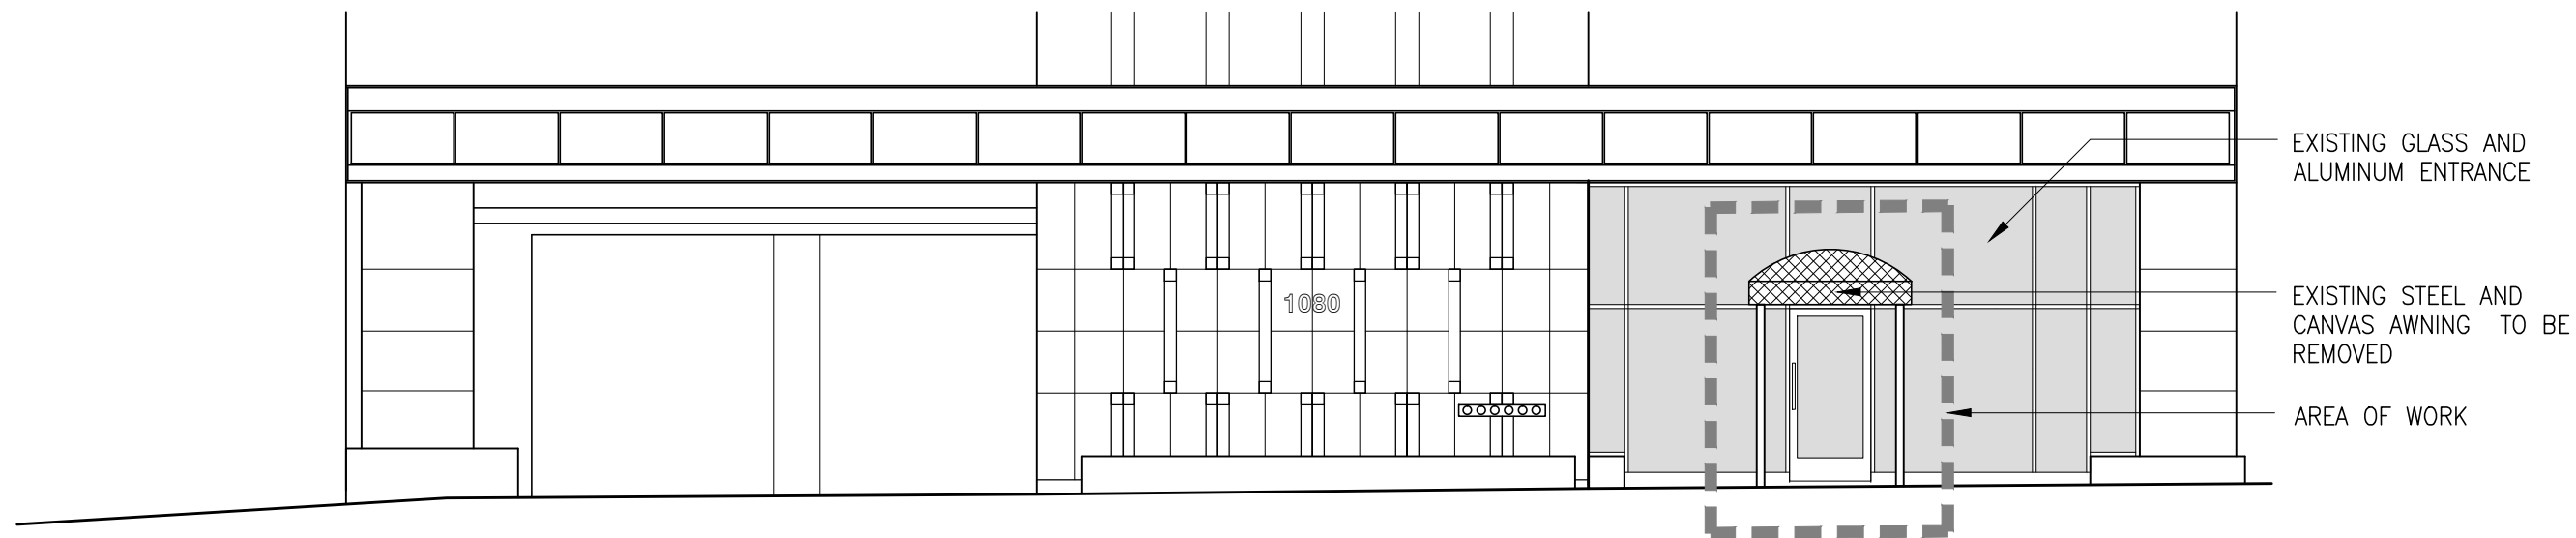 EXISTING GLASS AND
ALUMINUM ENTRANCE
1080
EXISTING STEEL AND
CANVAS AWNING TO BE
REMOVED
AREA OF WORK